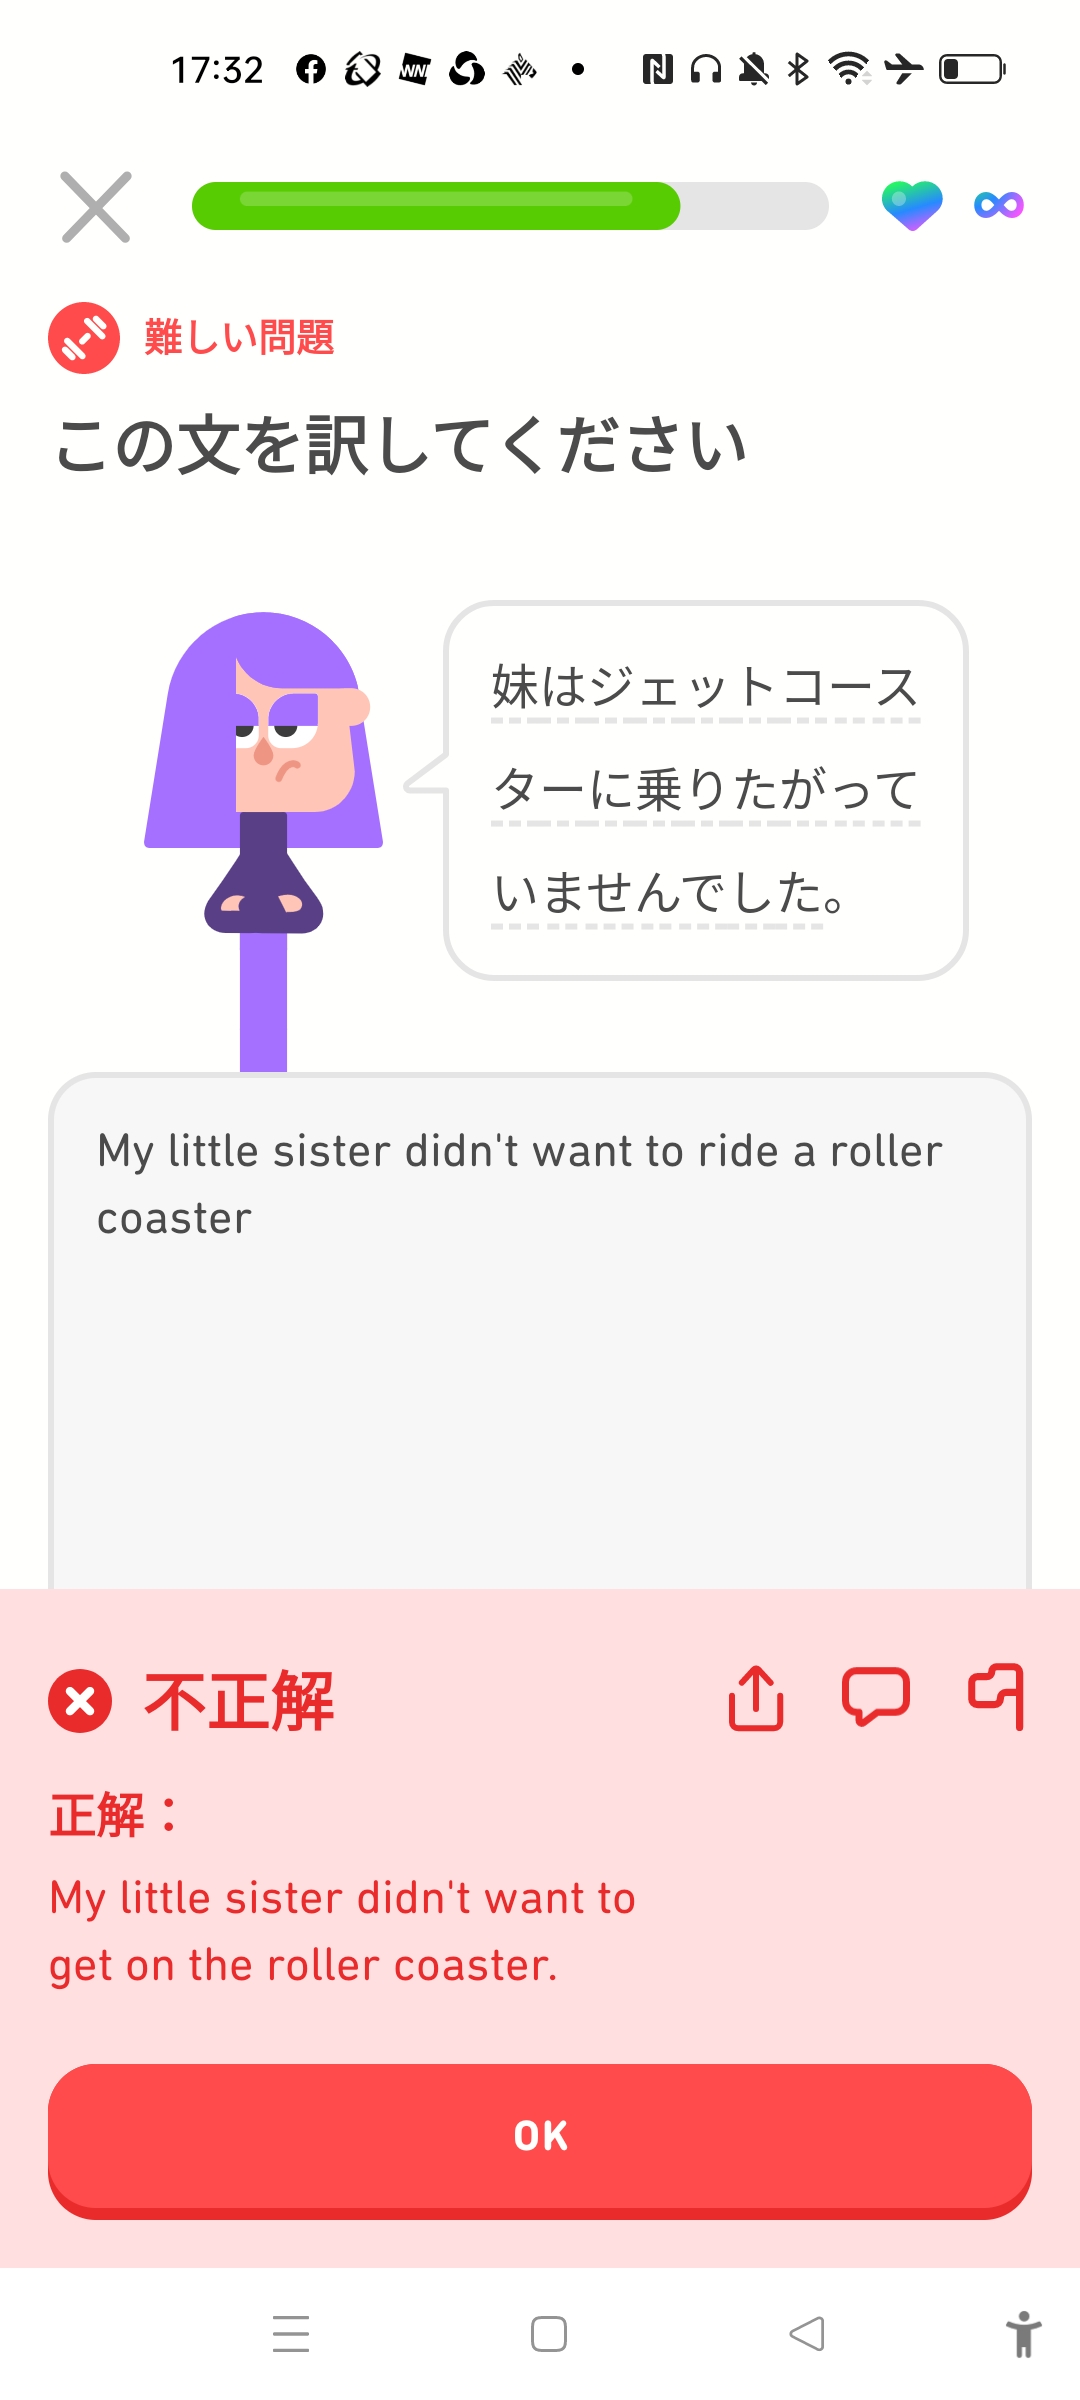 17:32
難しい問題
この文を訳してください
妹はジェットコース
ターに乗りたがって
いませんでした。
My little sister didn't want to ride a roller
coaster
不正解
正解：
My little sister didn't want to
get on the roller coaster.
OK